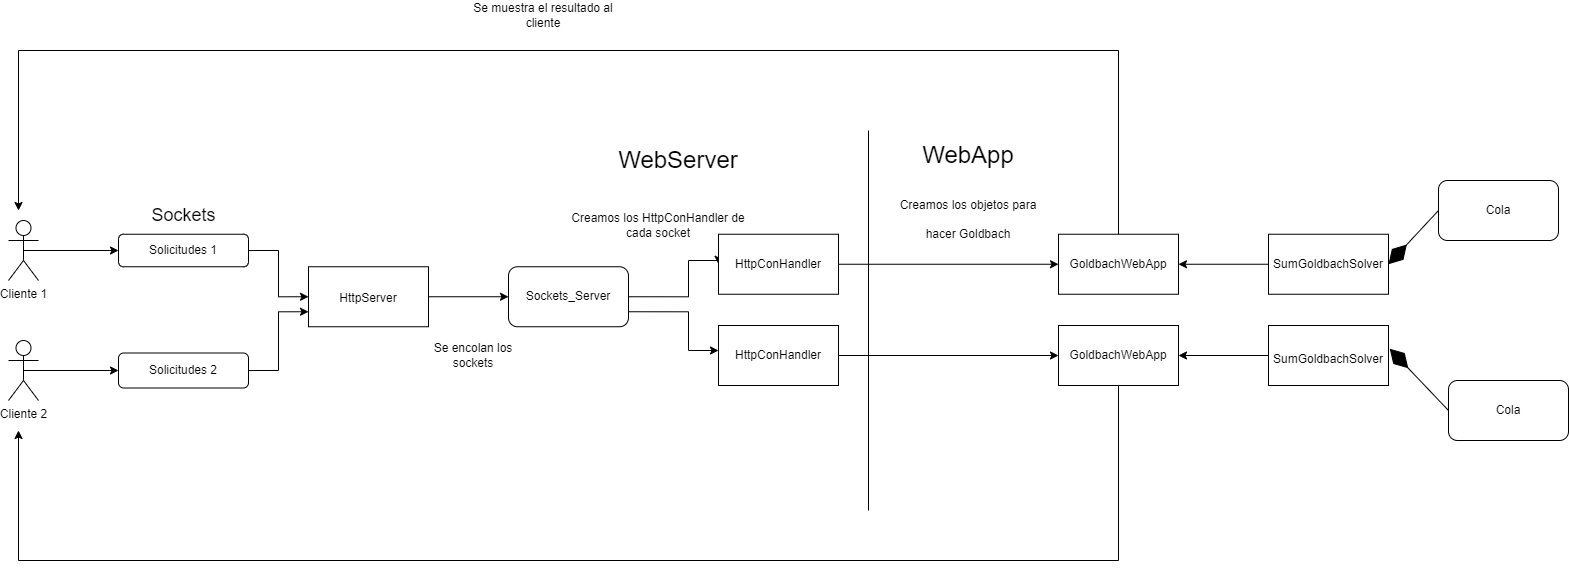 Se muestra el resultado al
cliente
WebServer
WebApp
Sockets
Creamos los HttpConHandler de
cada socket
Creamos los objetos para
hacer Goldbach
Cola
Solicitudes 1
HttpConHandler
GoldbachWebApp
SumGoldbachSolver
Cliente 1
HttpServer
Sockets_Server
Se encolan los
sockets
HttpConHandler
GoldbachWebApp
SumGoldbachSolver
Solicitudes 2
Cliente 2
Cola